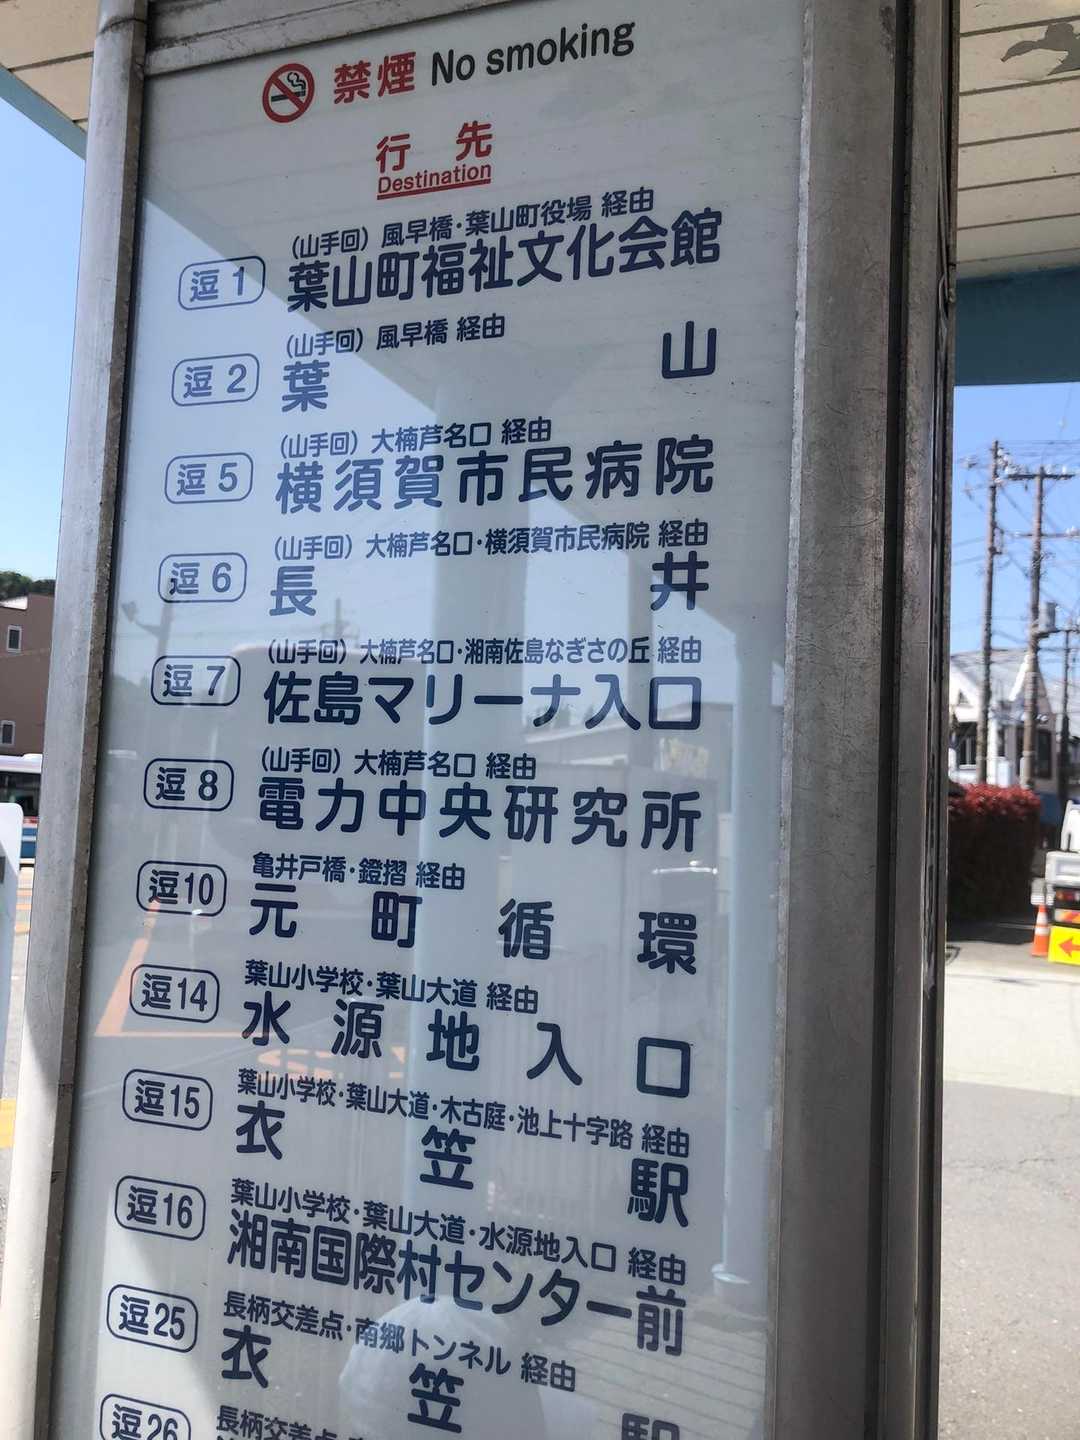 禁煙 No smoking
行先
Destination
逗1 (山手回) 風早橋・葉山町役場 経由
葉山町福祉文化会館
逗2 (山手回) 風早橋 経由
葉山
逗5 (山手回) 大楠芦名口 経由
横須賀市民病院
逗6 (山手回) 大楠芦名口・横須賀市民病院 経由
長井
逗7 (山手回) 大楠芦名口・湘南佐島なぎさの丘 経由
佐島マリーナ入口
逗8 (山手回) 大楠芦名口 経由
電力中央研究所
逗10 亀井戸橋・鐙摺 経由
元町循環
逗14 葉山小学校・葉山大道 経由
水源地入口
逗15 葉山小学校・葉山大道・木古庭・池上十字路 経由
衣笠駅
逗16 葉山小学校・葉山大道・水源地入口 経由
湘南国際村センター前
逗25 長柄交差点・南郷トンネル 経由
衣笠駅
逗26 長柄交差点・